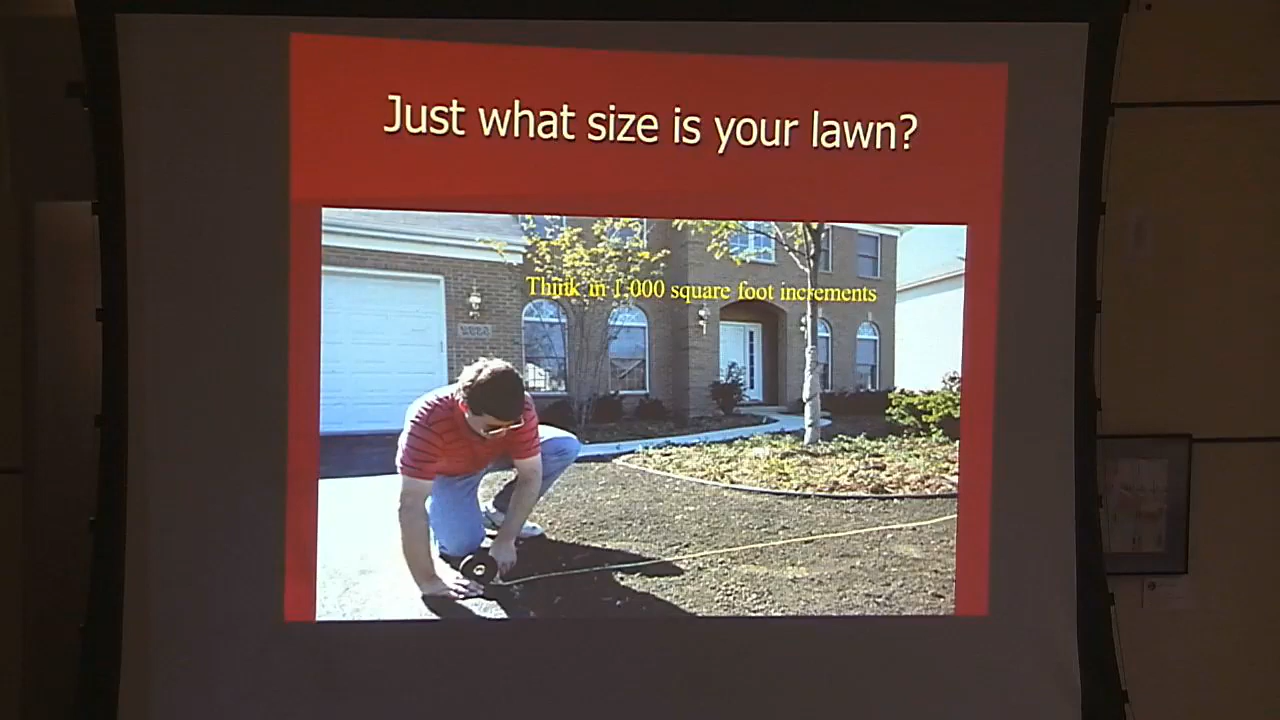 Just what size is your lawn?
Think in 1,000 square foot increments